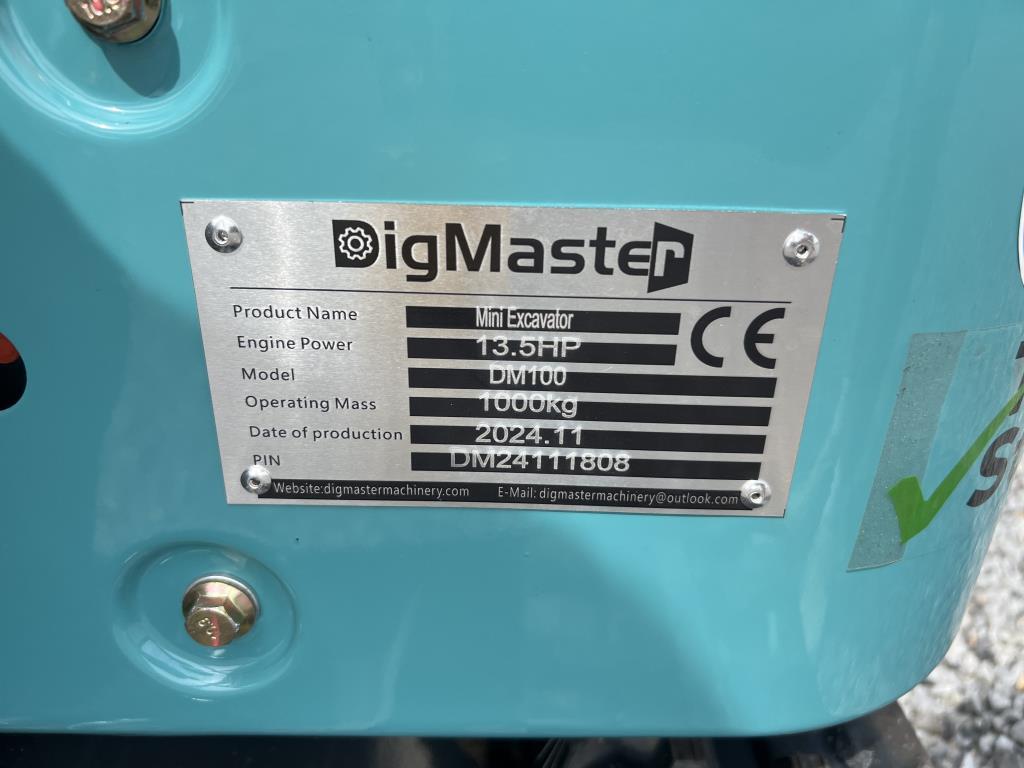 DigMaster
Product Name Mini Excavator
CE
Engine Power 13.5HP
Model DM100
Operating Mass 1000kg
Date of production 2024.11
PIN DM24111808
Website:digmastermachinery.com E-Mail: digmastermachinery@outlook.com